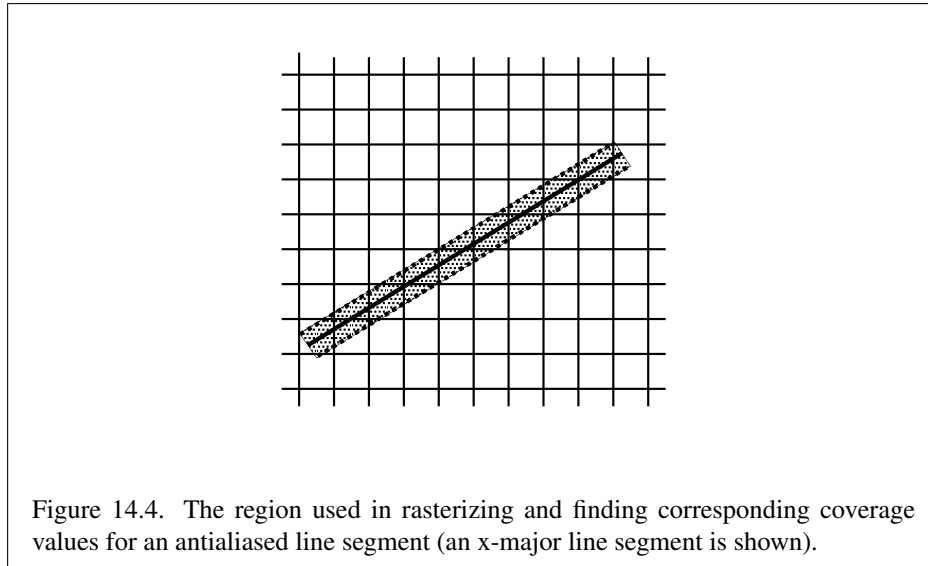 Figure 14.4. The region used in rasterizing and finding corresponding coverage
values for an antialiased line segment (an x-major line segment is shown).